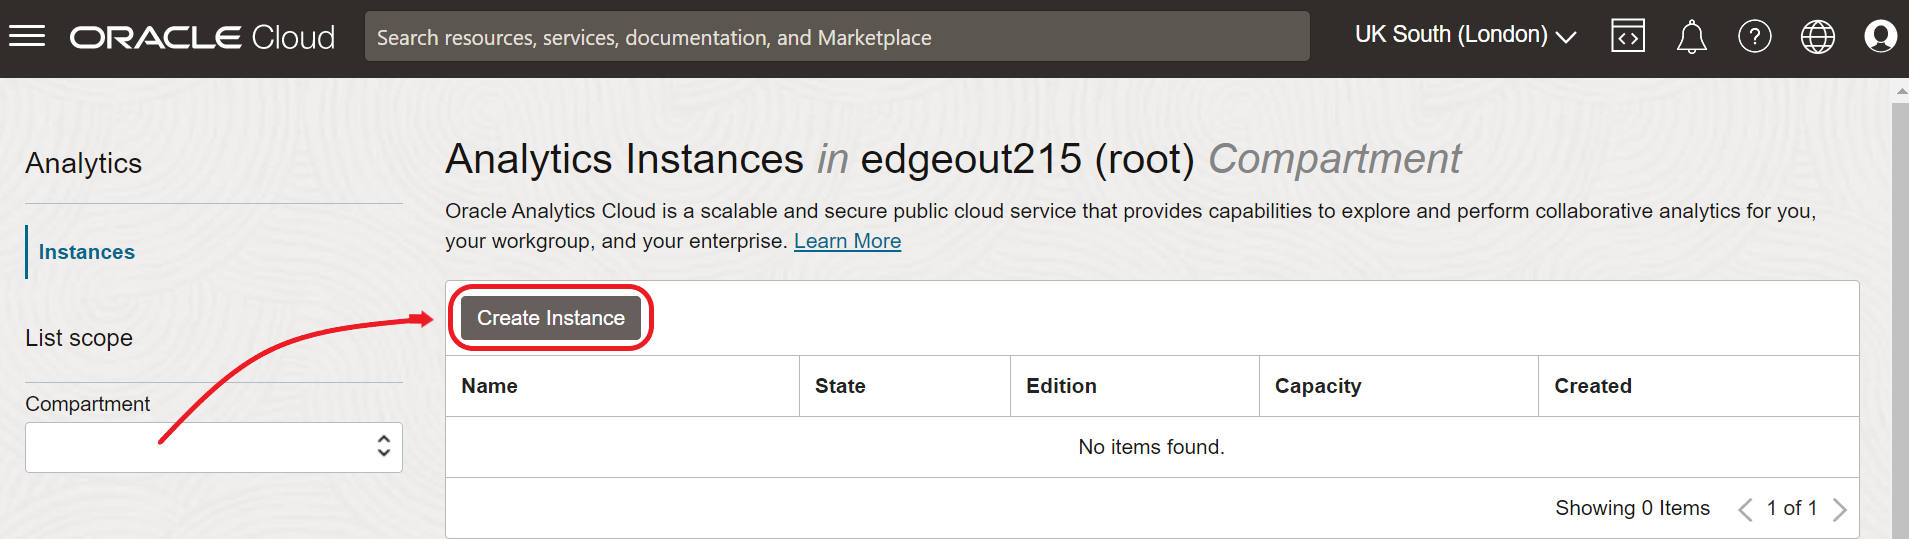 ORACLE Cloud
Search resources, services, documentation, and Marketplace
UK South (London)
Analytics
Instances
List scope
Compartment
Analytics Instances in edgeout215 (root) Compartment
Oracle Analytics Cloud is a scalable and secure public cloud service that provides capabilities to explore and perform collaborative analytics for you,
your workgroup, and your enterprise. Learn More
Create Instance
Name State Edition Capacity Created
No items found.
Showing 0 Items < 1 of 1 >